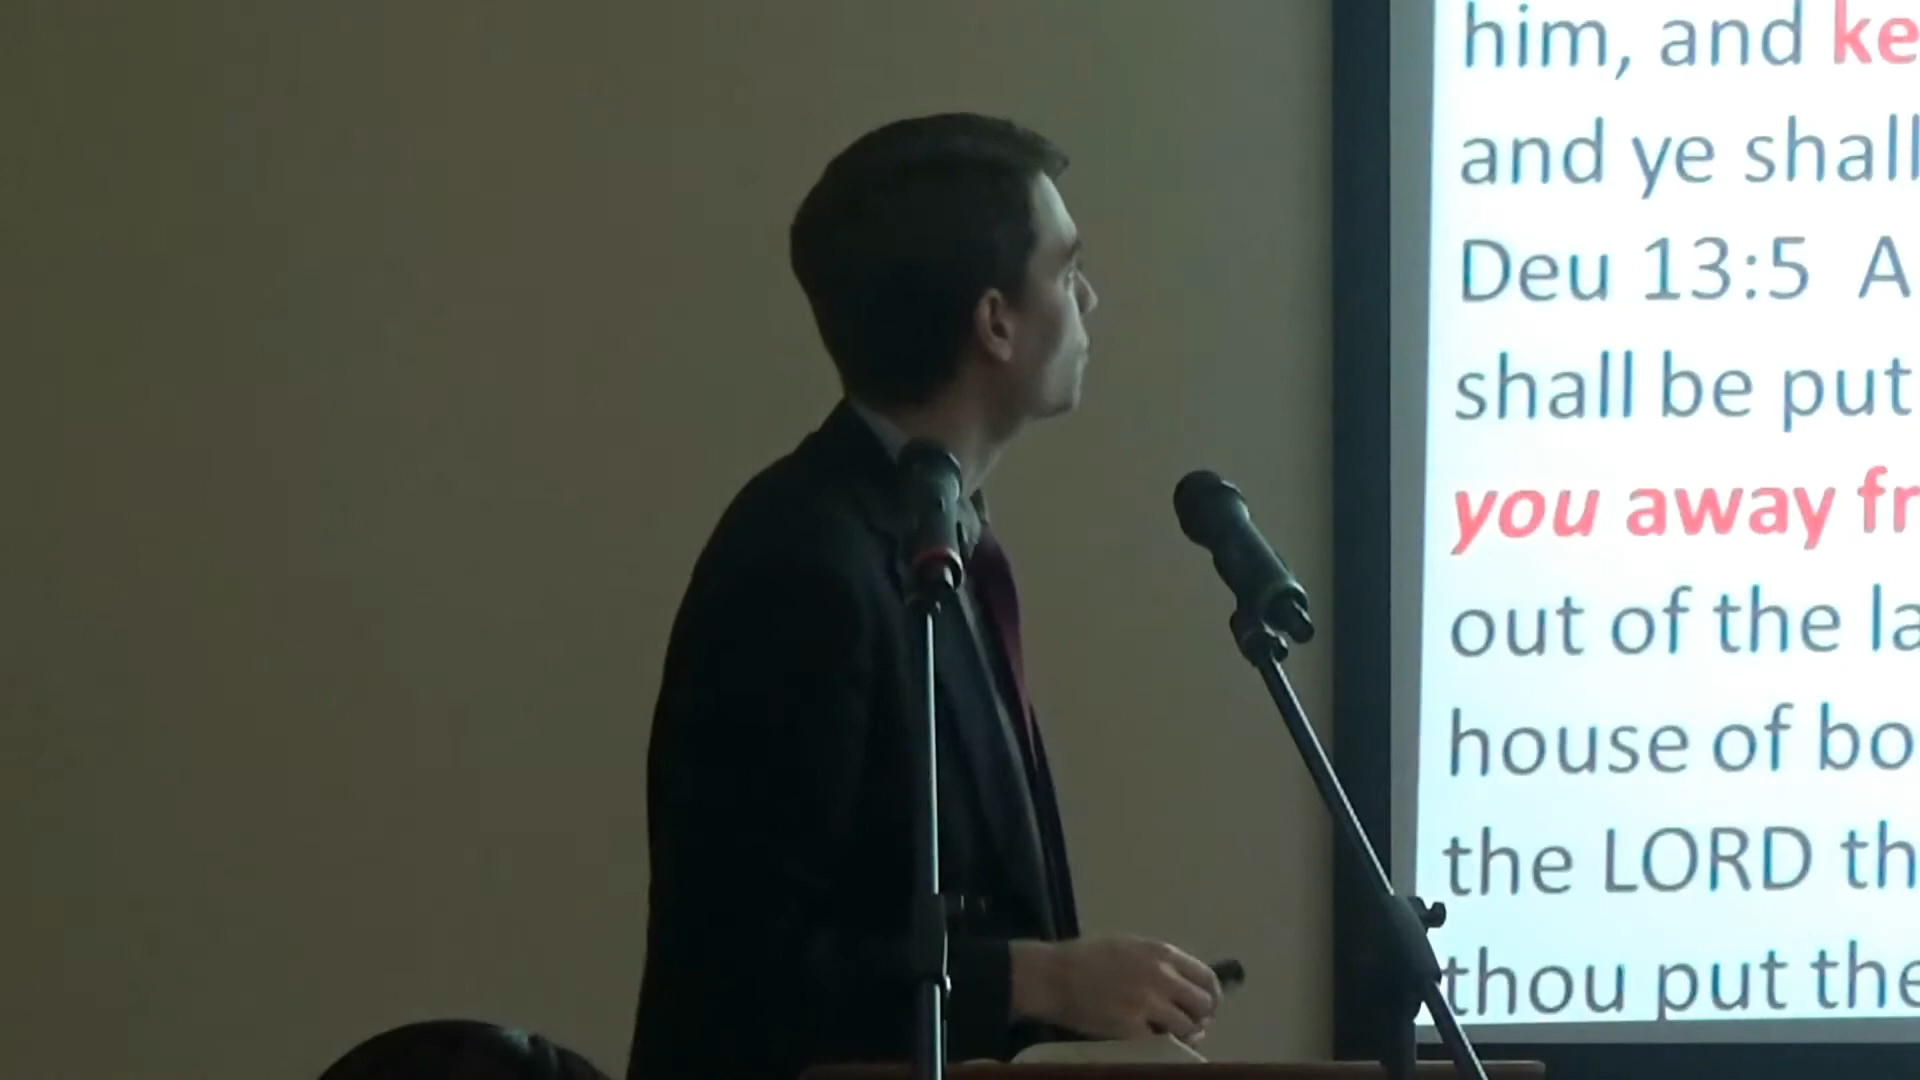 him, and ke
and ye shall
Deu 13:5 A
shall be put
you away fr
out of the la
house of bo
the LORD th
thou put the